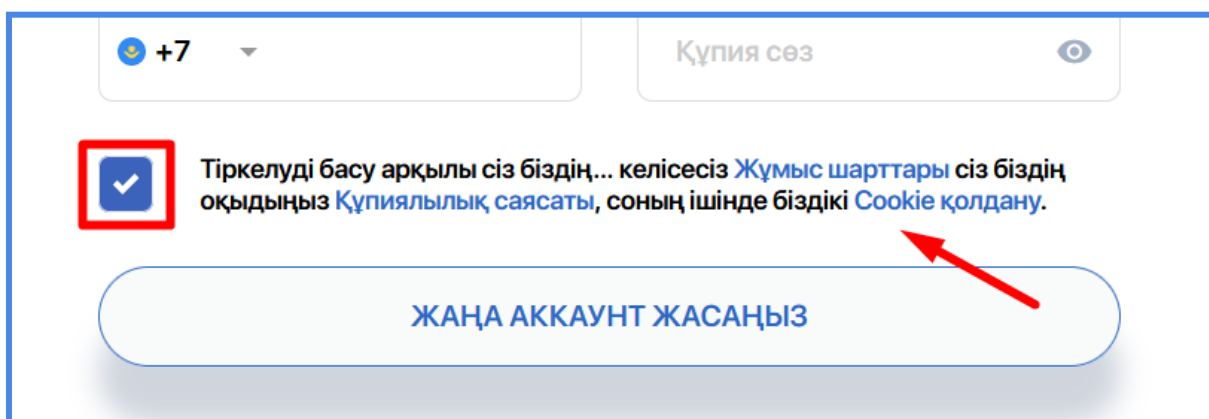 +7
Құпия сөз
Тіркелуді басу арқылы сіз біздің... келісесіз Жұмыс шарттары сіз біздің
оқыдыңыз Құпиялылық саясаты, соның ішінде біздікі Cookie қолдану.
ЖАҢА АККАУНТ ЖАСАҢЫЗ